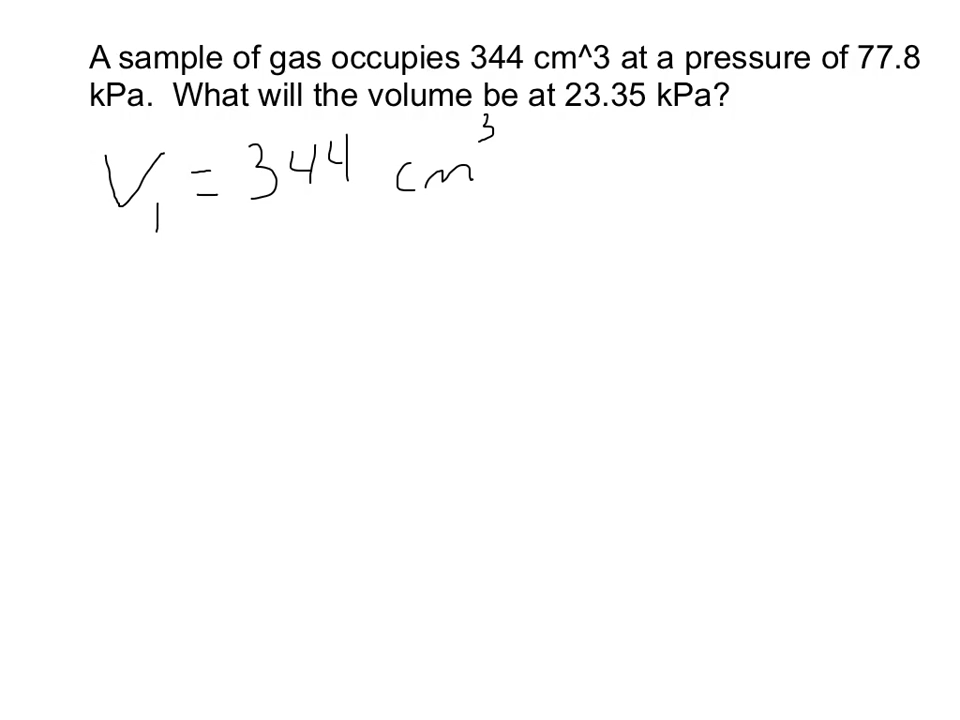 A sample of gas occupies 344 cm^3 at a pressure of 77.8
kPa.  What will the volume be at 23.35 kPa?
V₁ = 344 cm³